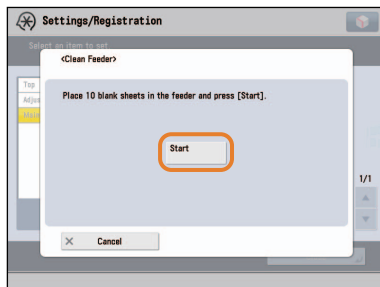 Settings/Registration
Select an item to set.
<Clean Feeder>
Top
Adjus
Main
Place 10 blank sheets in the feeder and press [Start].
Start
1/1
Cancel